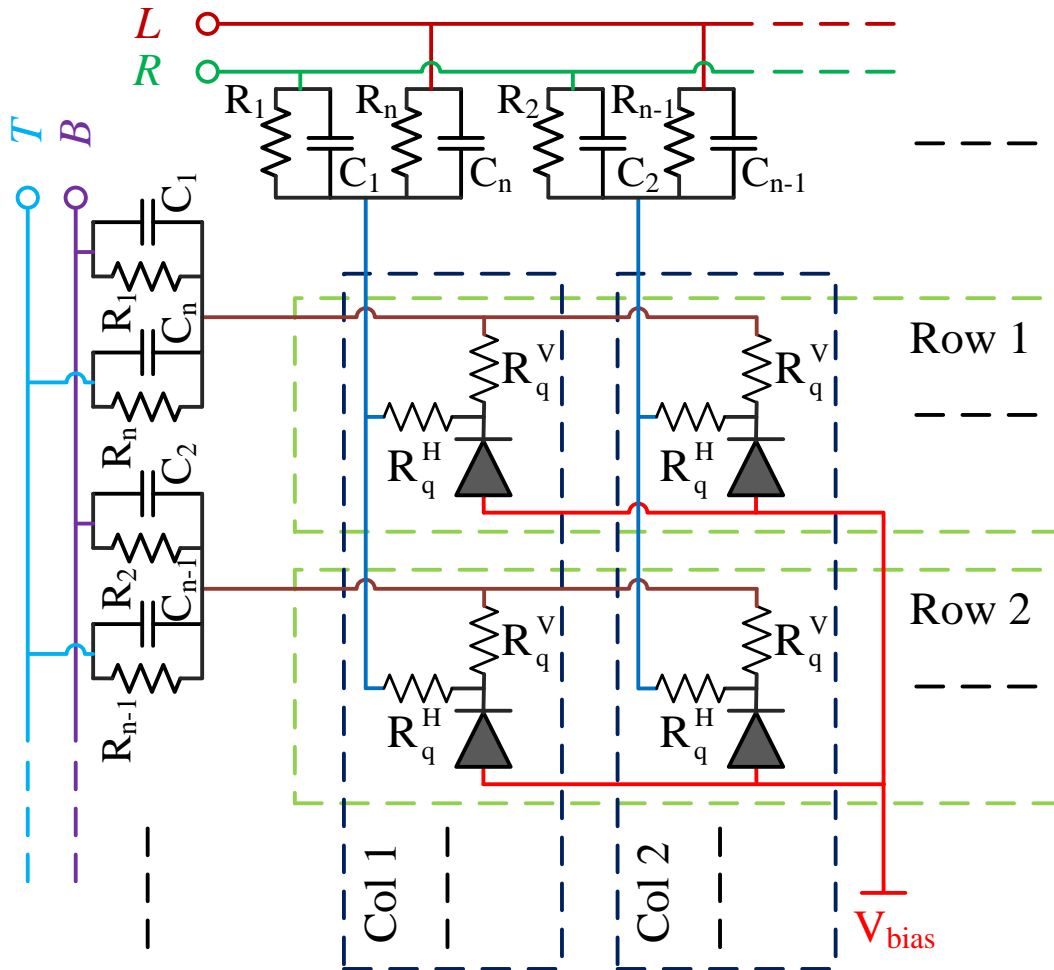 L
R
T
B
R1
Rn
R2
Rn-1
C1
Cn
C2
Cn-1
C1
R1
Cn
Rn
C2
R2
Cn-1
Rn-1
Row 1
RqV
RqV
RqH
RqH
Row 2
RqV
RqV
RqH
RqH
Col 1
Col 2
Vbias